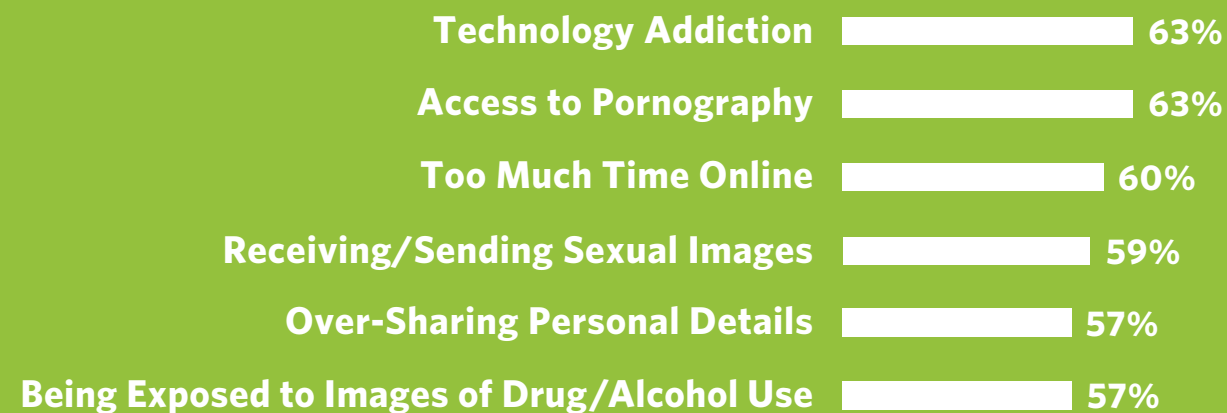 Technology Addiction 63%
Access to Pornography 63%
Too Much Time Online 60%
Receiving/Sending Sexual Images 59%
Over-Sharing Personal Details 57%
Being Exposed to Images of Drug/Alcohol Use 57%